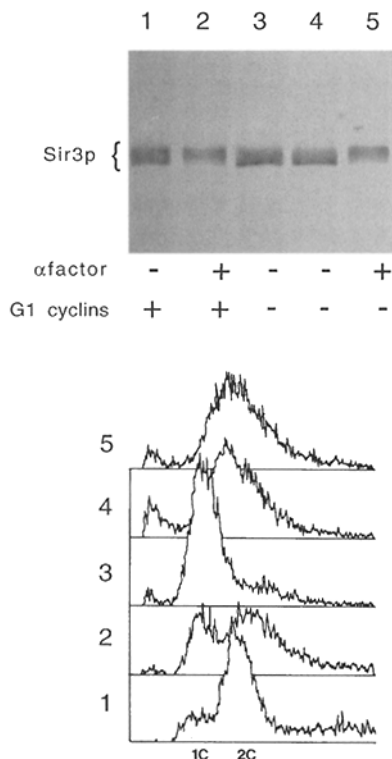 1 2 3 4 5
Sir3p {
αfactor - + - - +
G1 cyclins + + - - -
5
4
3
2
1
1C 2C